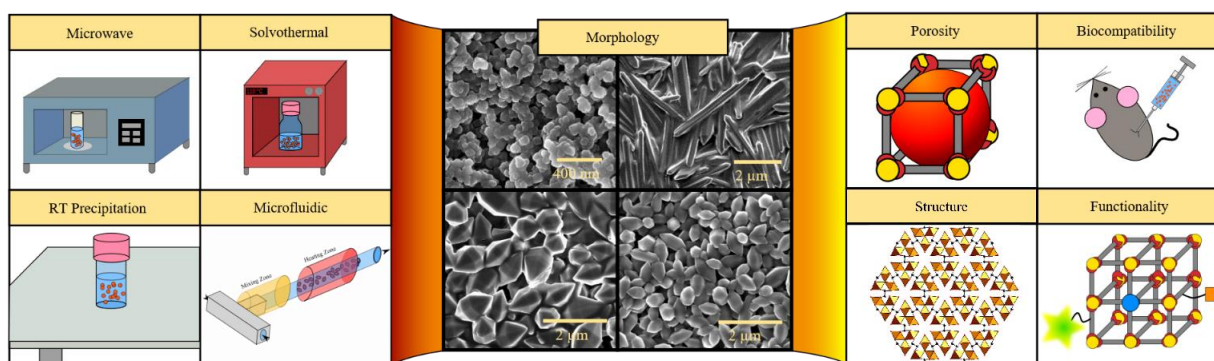 Microwave
Solvothermal
RT Precipitation
Microfluidic
Mixing Zone
Heating Zone
Morphology
400 nm
2 μm
2 μm
2 μm
Porosity
Biocompatibility
Structure
Functionality